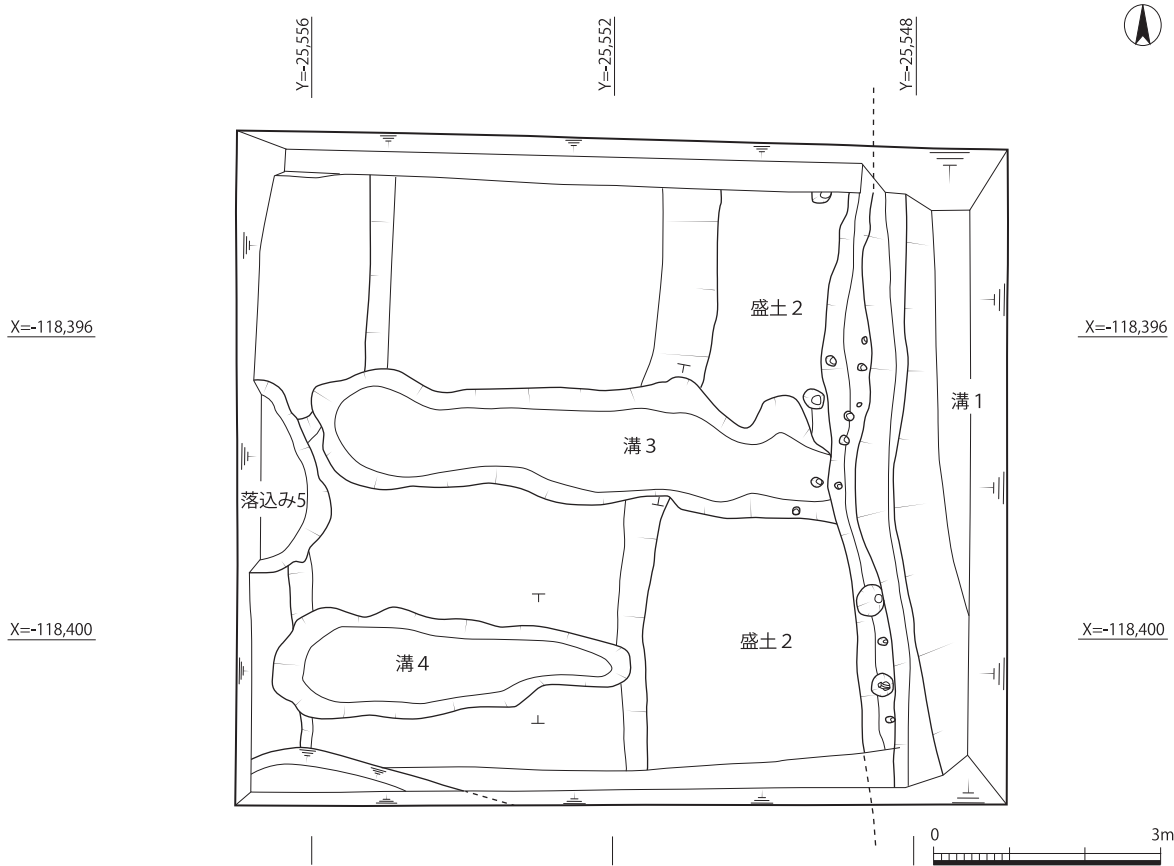 Y=-25,556
Y=-25,552
Y=-25,548
盛土２
X=-118,396
X=-118,396
溝１
溝３
落込み5
X=-118,400
X=-118,400
盛土２
溝４
0
3m